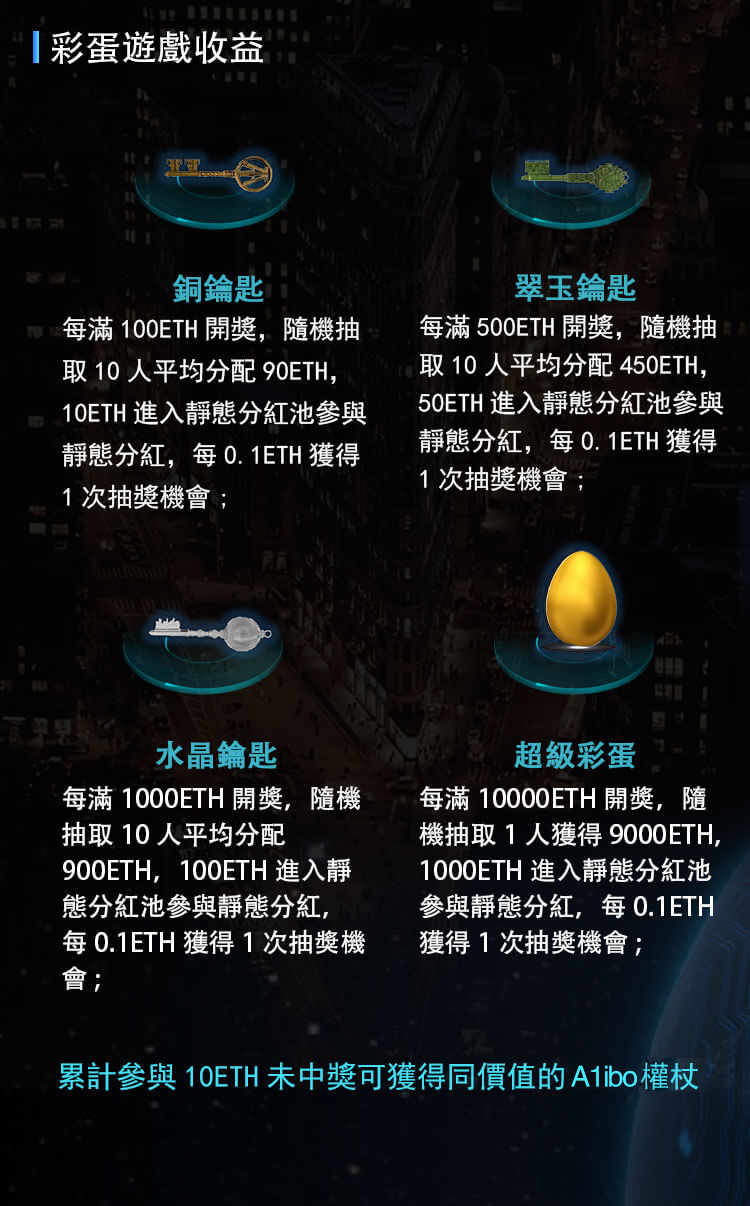 彩蛋遊戲收益
銅鑰匙
每滿 100ETH 開獎，隨機抽
取 10 人平均分配 90ETH，
10ETH 進入靜態分紅池參與
靜態分紅，每 0.1ETH 獲得
1 次抽獎機會；
翠玉鑰匙
每滿 500ETH 開獎，隨機抽
取 10 人平均分配 450ETH，
50ETH 進入靜態分紅池參與
靜態分紅，每 0.1ETH 獲得
1 次抽獎機會；
水晶鑰匙
每滿 1000ETH 開獎，隨機
抽取 10 人平均分配
900ETH，100ETH 進入靜
態分紅池參與靜態分紅，
每 0.1ETH 獲得 1 次抽獎機
會；
超級彩蛋
每滿 10000ETH 開獎，隨
機抽取 1 人獲得 9000ETH,
1000ETH 進入靜態分紅池
參與靜態分紅，每 0.1ETH
獲得 1 次抽獎機會；
累計參與 10ETH 未中獎可獲得同價值的 A1ibo 權杖